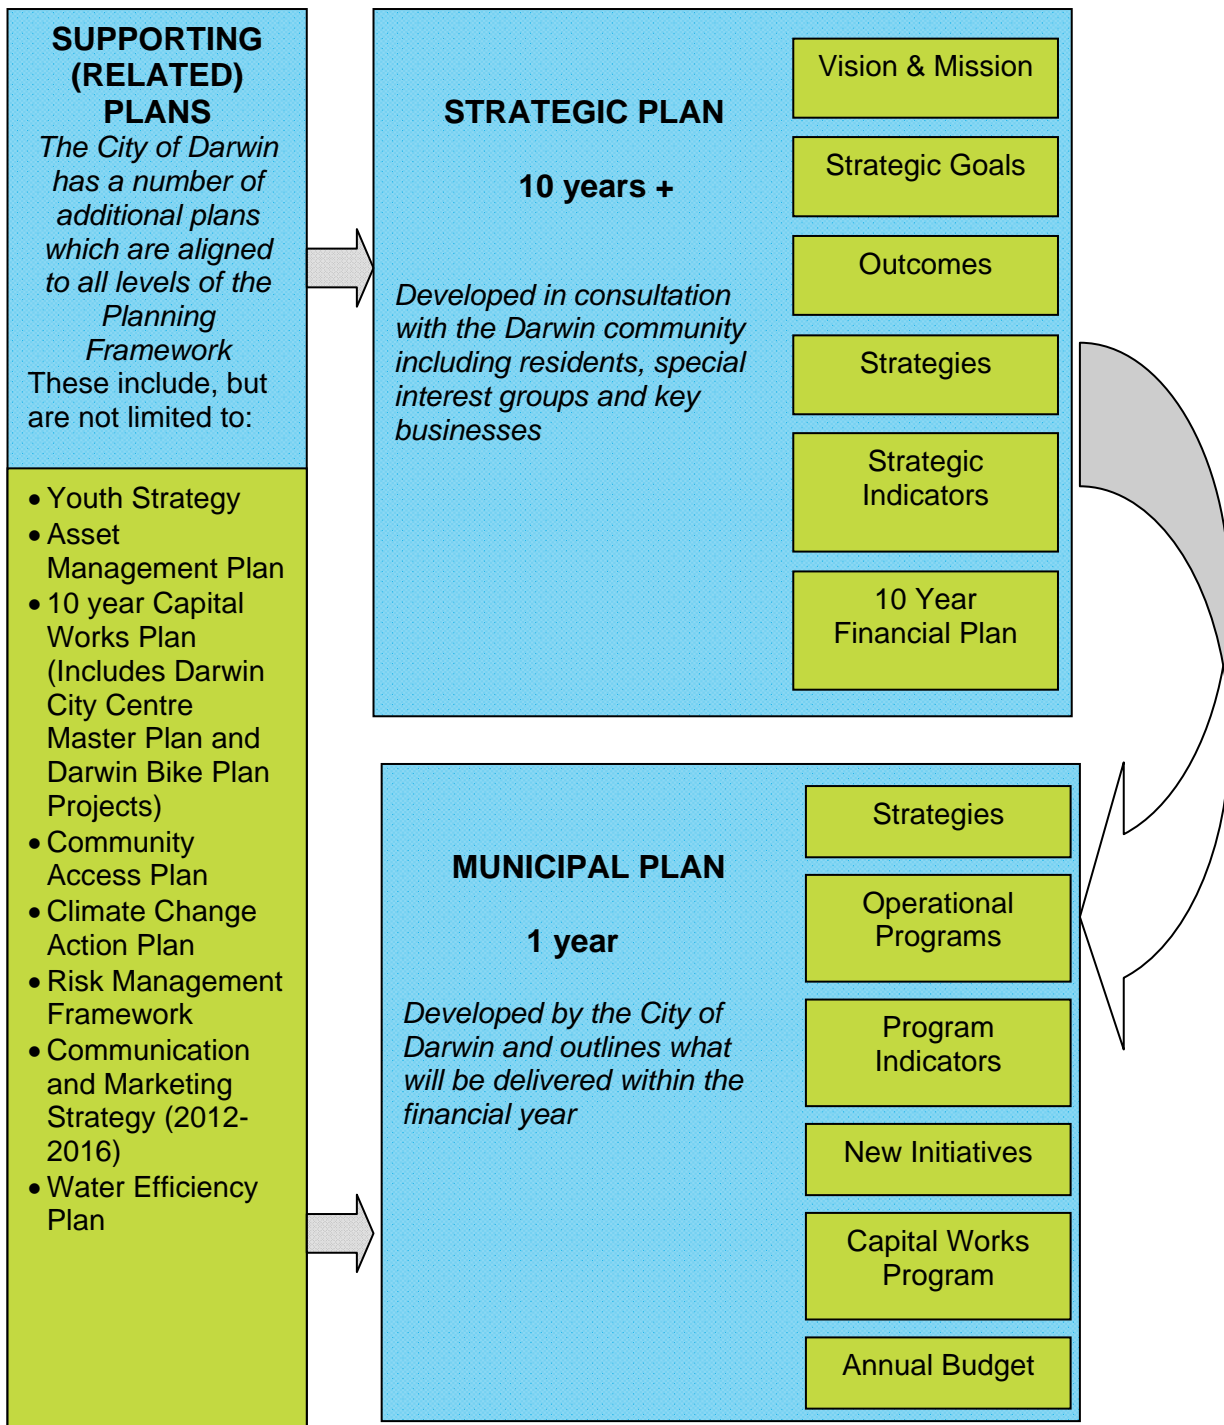 SUPPORTING
(RELATED)
PLANS
The City of Darwin
has a number of
additional plans
which are aligned
to all levels of the
Planning
Framework
These include, but
are not limited to:
• Youth Strategy
• Asset
Management Plan
• 10 year Capital
Works Plan
(Includes Darwin
City Centre
Master Plan and
Darwin Bike Plan
Projects)
• Community
Access Plan
• Climate Change
Action Plan
• Risk Management
Framework
• Communication
and Marketing
Strategy (2012-
2016)
• Water Efficiency
Plan
STRATEGIC PLAN
10 years +
Developed in consultation
with the Darwin community
including residents, special
interest groups and key
businesses
Vision & Mission
Strategic Goals
Outcomes
Strategies
Strategic
Indicators
10 Year
Financial Plan
MUNICIPAL PLAN
1 year
Developed by the City of
Darwin and outlines what
will be delivered within the
financial year
Strategies
Operational
Programs
Program
Indicators
New Initiatives
Capital Works
Program
Annual Budget